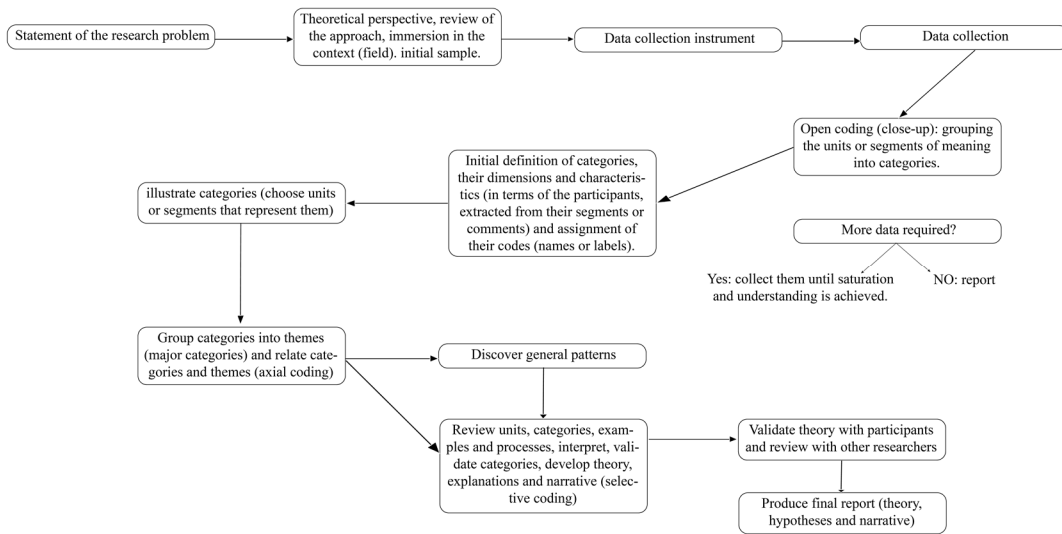 Statement of the research problem
Theoretical perspective, review of
the approach, immersion in the
context (field). initial sample.
Data collection instrument
Data collection
Open coding (close-up): grouping
the units or segments of meaning
into categories.
Initial definition of categories,
their dimensions and characteris-
tics (in terms of the participants,
extracted from their segments or
comments) and assignment of
their codes (names or labels).
illustrate categories (choose units
or segments that represent them)
More data required?
Yes: collect them until saturation
and understanding is achieved.
NO: report
Group categories into themes
(major categories) and relate cate-
gories and themes (axial coding)
Discover general patterns
Review units, categories, exam-
ples and processes, interpret, vali-
date categories, develop theory,
explanations and narrative (selec-
tive coding)
Validate theory with participants
and review with other researchers
Produce final report (theory,
hypotheses and narrative)